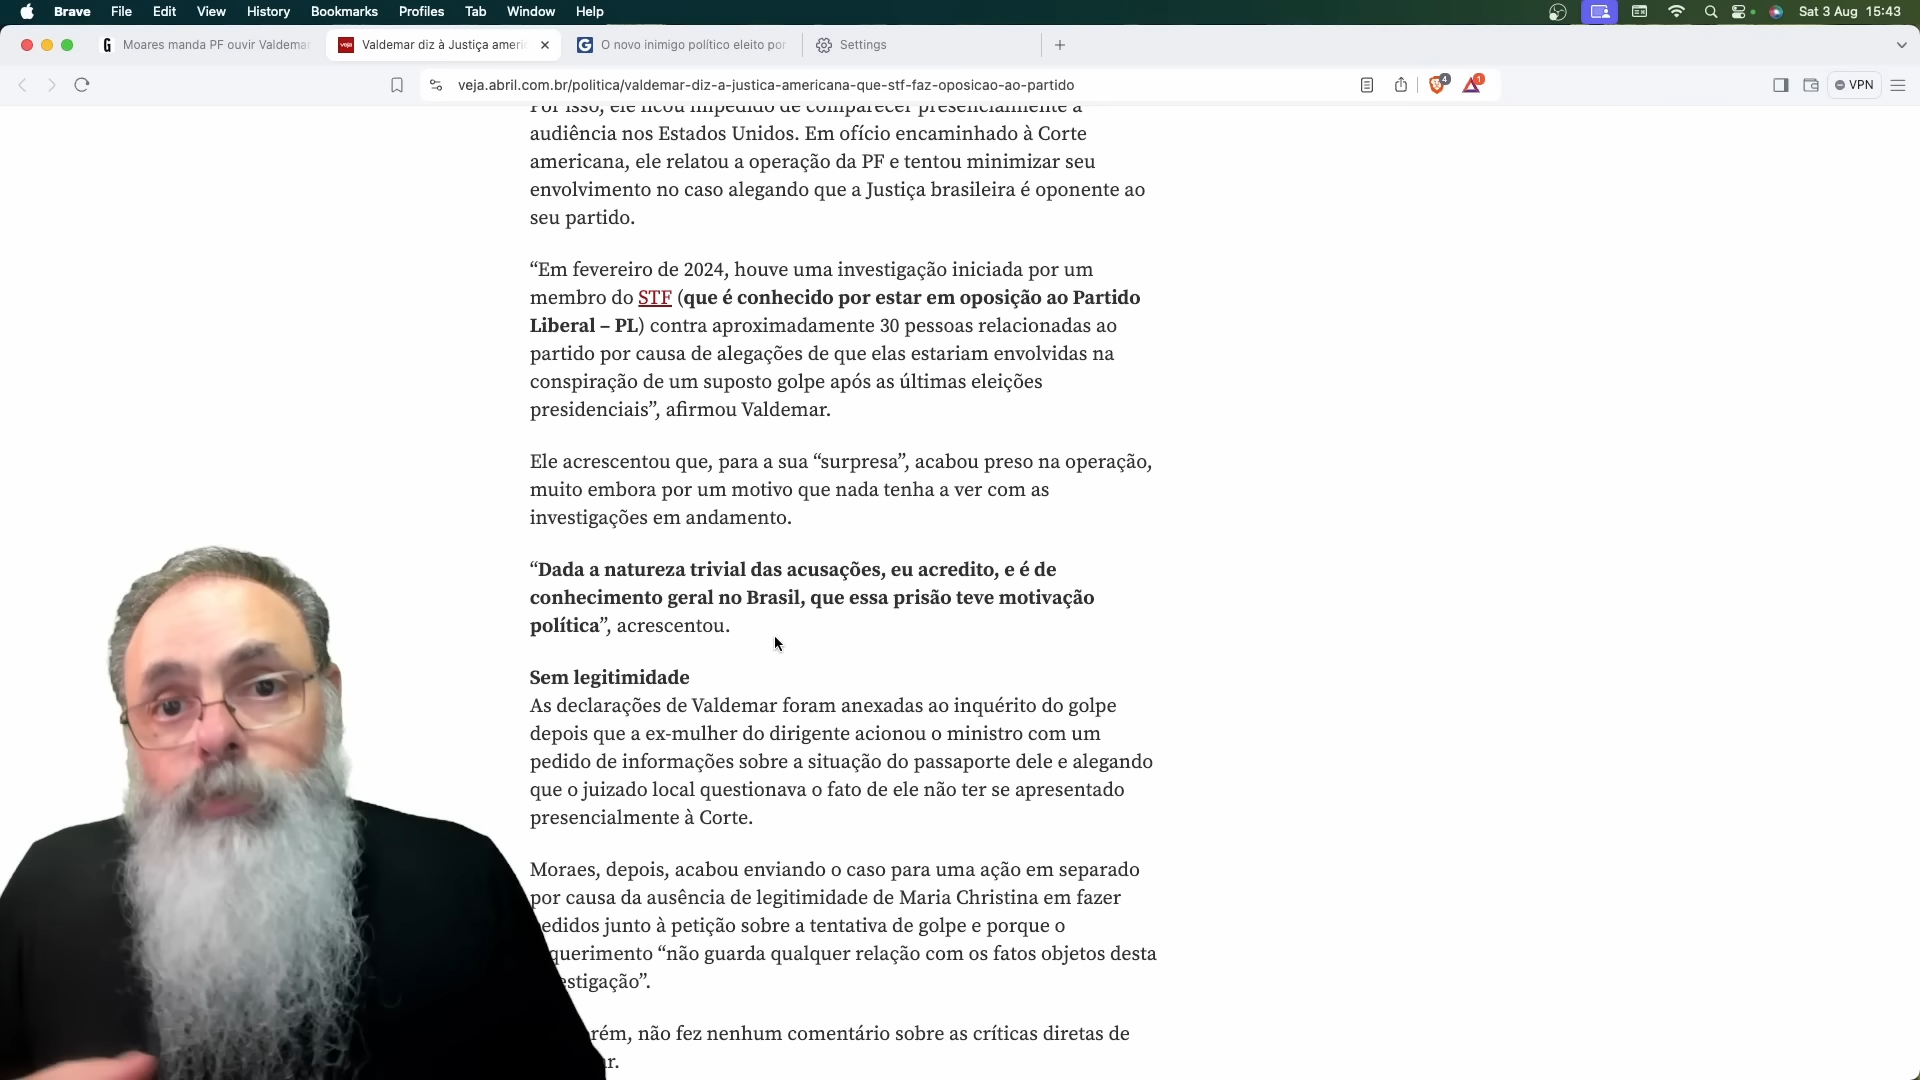 Brave File Edit View History Bookmarks Profiles Tab Window Help Sat 3 Aug 15:43
Moares manda PF ouvir Valdemar
Valdemar diz à Justiça ameri
O novo inimigo político eleito por
Settings
veja.abril.com.br/politica/valdemar-diz-a-justica-americana-que-stf-faz-oposicao-ao-partido
4
1
VPN
Por isso, ele ficou impedido de comparecer presencialmente à
audiência nos Estados Unidos. Em ofício encaminhado à Corte
americana, ele relatou a operação da PF e tentou minimizar seu
envolvimento no caso alegando que a Justiça brasileira é oponente ao
seu partido.
“Em fevereiro de 2024, houve uma investigação iniciada por um
membro do STF (que é conhecido por estar em oposição ao Partido
Liberal – PL) contra aproximadamente 30 pessoas relacionadas ao
partido por causa de alegações de que elas estariam envolvidas na
conspiração de um suposto golpe após as últimas eleições
presidenciais”, afirmou Valdemar.
Ele acrescentou que, para a sua “surpresa”, acabou preso na operação,
muito embora por um motivo que nada tenha a ver com as
investigações em andamento.
“Dada a natureza trivial das acusações, eu acredito, e é de
conhecimento geral no Brasil, que essa prisão teve motivação
política”, acrescentou.
Sem legitimidade
As declarações de Valdemar foram anexadas ao inquérito do golpe
depois que a ex-mulher do dirigente acionou o ministro com um
pedido de informações sobre a situação do passaporte dele e alegando
que o juizado local questionava o fato de ele não ter se apresentado
presencialmente à Corte.
Moraes, depois, acabou enviando o caso para uma ação em separado
por causa da ausência de legitimidade de Maria Christina em fazer
edidos junto à petição sobre a tentativa de golpe e porque o
querimento “não guarda qualquer relação com os fatos objetos desta
estigação”.
rém, não fez nenhum comentário sobre as críticas diretas de
r.